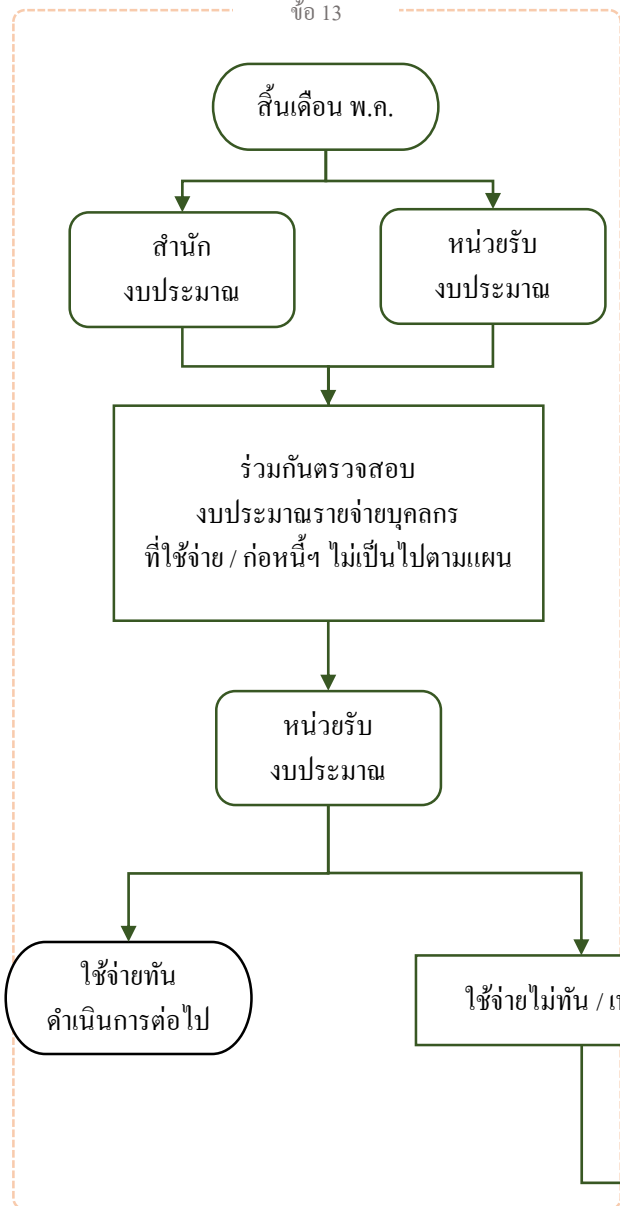 ข้อ 13
สิ้นเดือน พ.ค.
สำนัก
งบประมาณ
หน่วยรับ
งบประมาณ
ร่วมกันตรวจสอบ
งบประมาณรายจ่ายบุคลกร
ที่ใช้จ่าย / ก่อหนี้ฯ ไม่เป็นไปตามแผน
หน่วยรับ
งบประมาณ
ใช้จ่ายทัน
ดำเนินการต่อไป
ใช้จ่ายไม่ทัน /